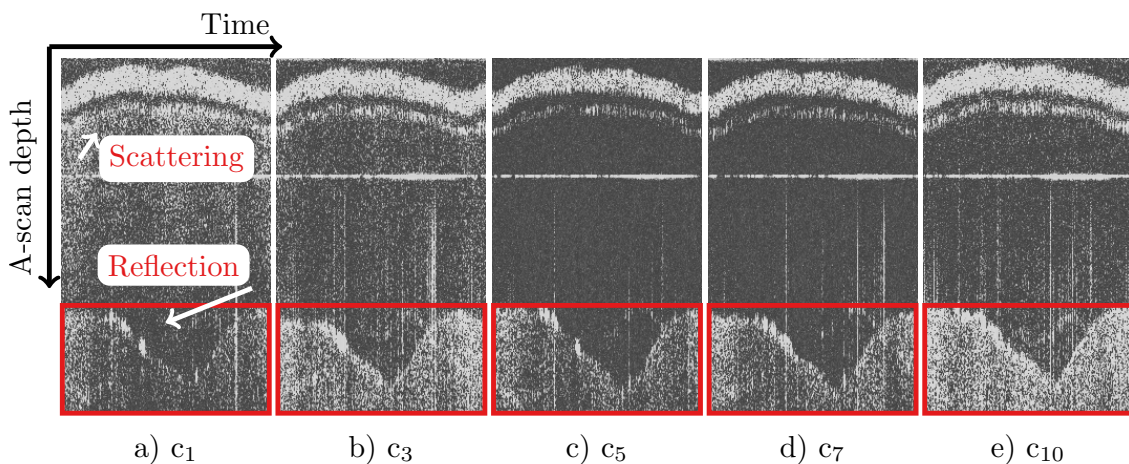 Time
A-scan depth
Scattering
Reflection
a) c₁
b) c₃
c) c₅
d) c₇
e) c₁₀